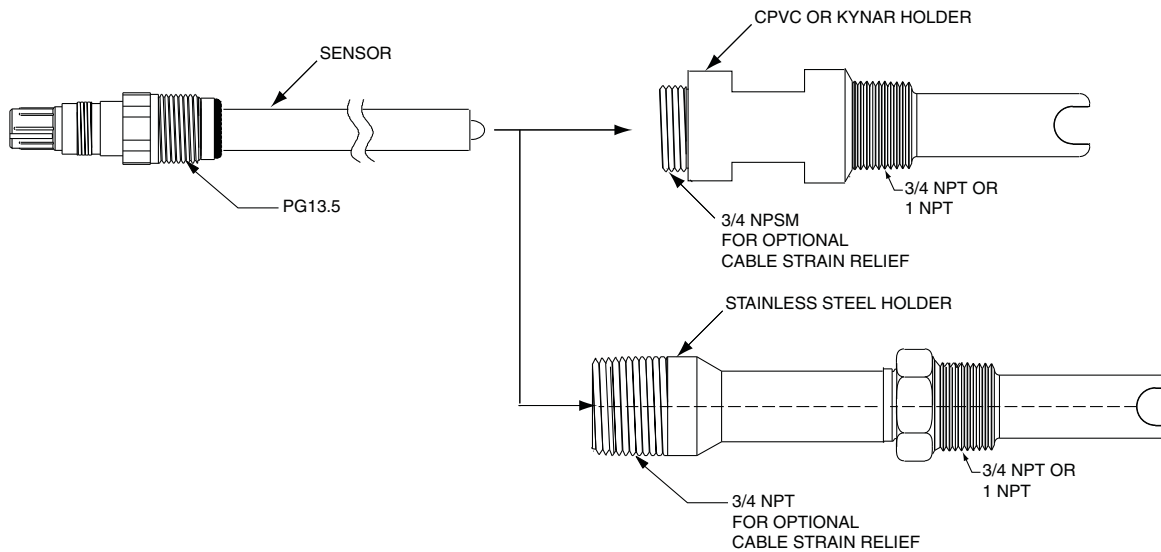 CPVC OR KYNAR HOLDER
SENSOR
PG13.5
3/4 NPT OR
1 NPT
3/4 NPSM
FOR OPTIONAL
CABLE STRAIN RELIEF
STAINLESS STEEL HOLDER
3/4 NPT OR
1 NPT
3/4 NPT
FOR OPTIONAL
CABLE STRAIN RELIEF